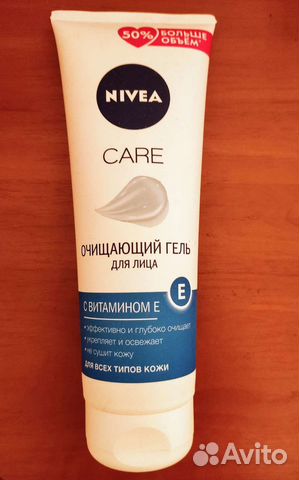 50% БОЛЬШЕ
ОБЪЕМ!*
NIVEA
CARE
ОЧИЩАЮЩИЙ ГЕЛЬ
ДЛЯ ЛИЦА
E
С ВИТАМИНОМ Е
•эффективно и глубоко очищает
•укрепляет и освежает
•не сушит кожу
ДЛЯ ВСЕХ ТИПОВ КОЖИ
Avito